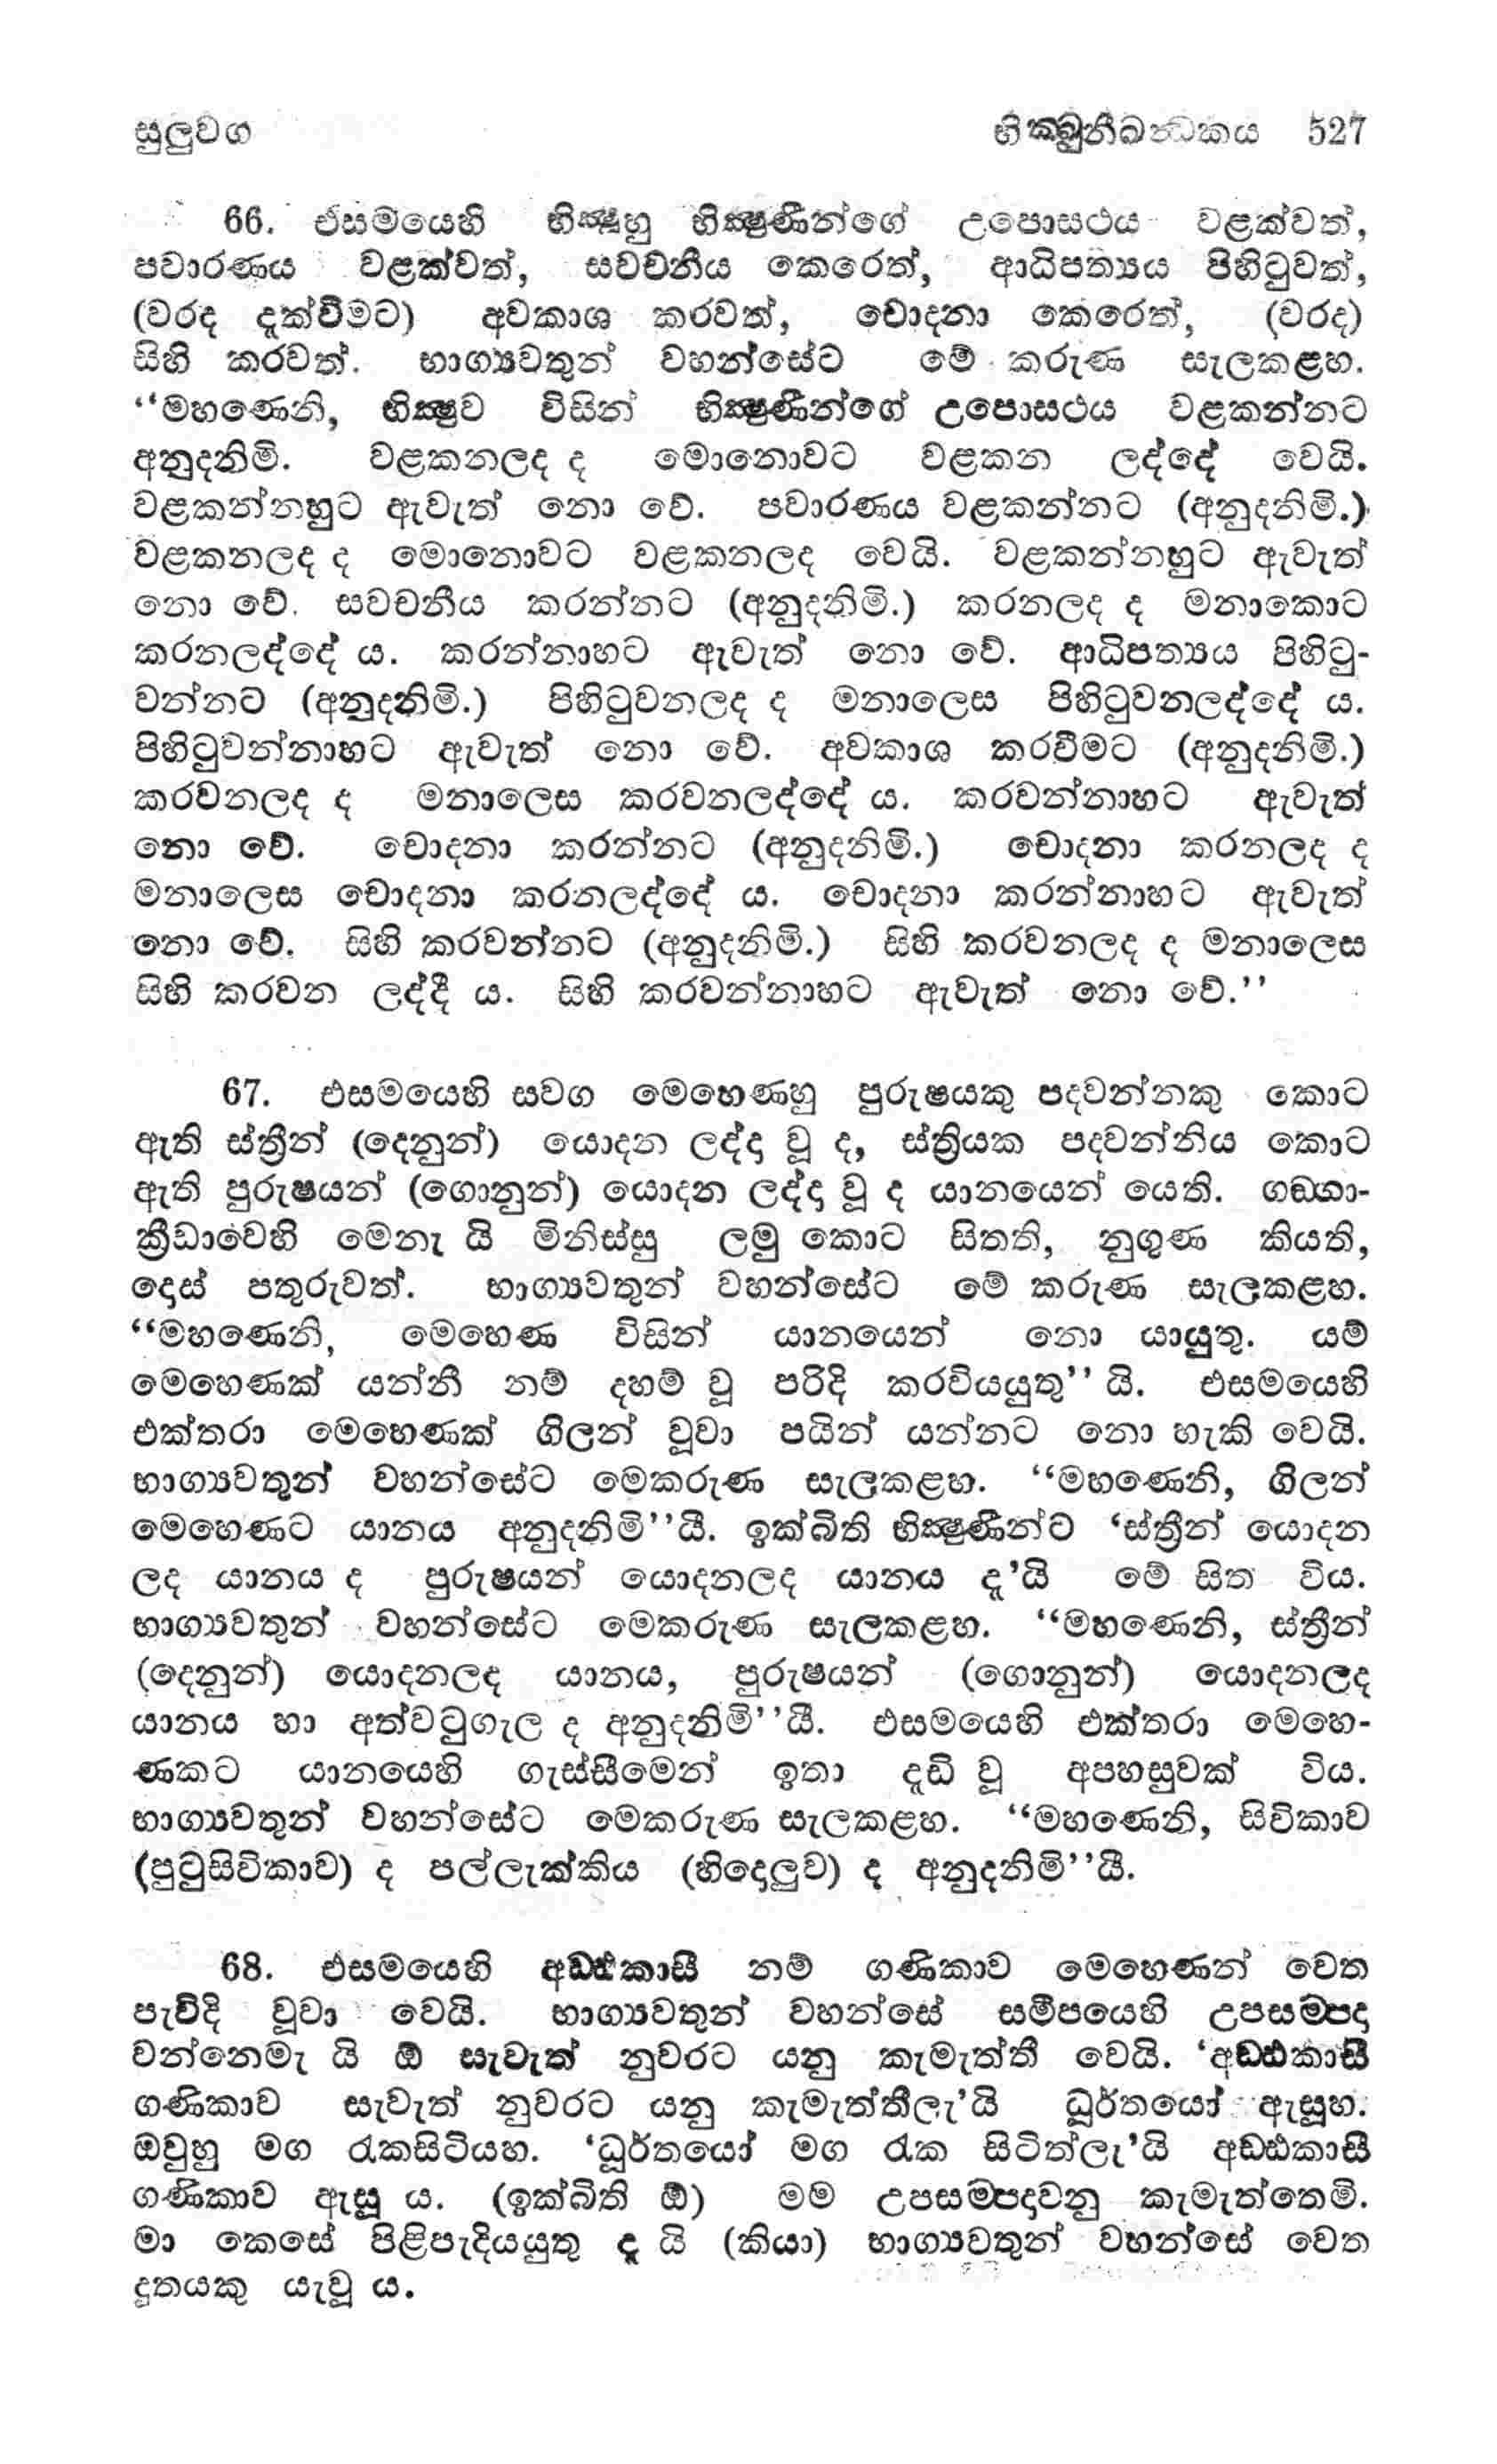 සුලුවග භික්ඛුනීඛන්ධකය 527
66. එසමයෙහි භික්‍ෂූහු භික්‍ෂුණීන්ගේ උපොසථය වළක්වත්,
පවාරණය වළක්වත්, සවචනීය කෙරෙත්, ආධිපත්‍යය පිහිටුවත්,
(වරද දැක්වීමට) අවකාශ කරවත්, චොදනා කෙරෙත්, (වරද)
සිහි කරවත්. භාග්‍යවතුන් වහන්සේට මේ කරුණ සැලකළහ.
“මහණෙනි, භික්‍ෂුව විසින් භික්‍ෂුණීන්ගේ උපොසථය වළකන්නට
අනුදනිමි. වළකනලද ද මොනොවට වළකන ලද්දේ වෙයි.
වළකන්නහුට ඇවැත් නො වේ. පවාරණය වළකන්නට (අනුදනිමි.)
වළකනලද ද මොනොවට වළකනලද වෙයි. වළකන්නහුට ඇවැත්
නො වේ. සවචනීය කරන්නට (අනුදනිමි.) කරනලද ද මනාකොට
කරනලද්දේ ය. කරන්නාහට ඇවැත් නො වේ. ආධිපත්‍යය පිහිටු-
වන්නට (අනුදනිමි.) පිහිටුවනලද ද මනාලෙස පිහිටුවනලද්දේ ය.
පිහිටුවන්නාහට ඇවැත් නො වේ. අවකාශ කරවීමට (අනුදනිමි.)
කරවනලද ද මනාලෙස කරවනලද්දේ ය. කරවන්නාහට ඇවැත්
නො වේ. චොදනා කරන්නට (අනුදනිමි.) චොදනා කරනලද ද
මනාලෙස චොදනා කරනලද්දේ ය. චොදනා කරන්නාහට ඇවැත්
නො වේ. සිහි කරවන්නට (අනුදනිමි.) සිහි කරවනලද ද මනාලෙස
සිහි කරවන ලද්දී ය. සිහි කරවන්නාහට ඇවැත් නො වේ.”
67. එසමයෙහි සවග මෙහෙණහු පුරුෂයකු පදවන්නකු කොට
ඇති ස්ත්‍රීන් (දෙනුන්) යොදන ලද්දා වූ ද, ස්ත්‍රියක පදවන්නිය කොට
ඇති පුරුෂයන් (ගොනුන්) යොදන ලද්දා වූ ද යානයෙන් යෙති. ගඞ්ගා-
ක්‍රීඩාවෙහි මෙනැ යි මිනිස්සු ලමු කොට සිතති, නුගුණ කියති,
දොස් පතුරුවත්. භාග්‍යවතුන් වහන්සේට මේ කරුණ සැලකළහ.
“මහණෙනි, මෙහෙණ විසින් යානයෙන් නො යායුතු. යම්
මෙහෙණක් යන්නී නම් දහම් වූ පරිදි කරවියයුතු” යි. එසමයෙහි
එක්තරා මෙහෙණක් ගිලන් වූවා පයින් යන්නට නො හැකි වෙයි.
භාග්‍යවතුන් වහන්සේට මෙකරුණ සැලකළහ. “මහණෙනි, ගිලන්
මෙහෙණට යානය අනුදනිමි”යී. ඉක්බිති භික්‍ෂුණීන්ට ‘ස්ත්‍රීන් යොදන
ලද යානය ද පුරුෂයන් යොදනලද යානය දැ’යි මේ සිත විය.
භාග්‍යවතුන් වහන්සේට මෙකරුණ සැලකළහ. “මහණෙනි, ස්ත්‍රීන්
(දෙනුන්) යොදනලද යානය, පුරුෂයන් (ගොනුන්) යොදනලද
යානය හා අත්වටුගැල ද අනුදනිමි”යී. එසමයෙහි එක්තරා මෙහෙ-
ණකට යානයෙහි ගැස්සීමෙන් ඉතා දැඩි වූ අපහසුවක් විය.
භාග්‍යවතුන් වහන්සේට මෙකරුණ සැලකළහ. “මහණෙනි, සිවිකාව
(පුටුසිවිකාව) ද පල්ලැක්කිය (හිදොලුව) ද අනුදනිමි”යී.
68. එසමයෙහි අඩ්ඪකාසී නම් ගණිකාව මෙහෙණන් වෙත
පැවිදි වූවා වෙයි. භාග්‍යවතුන් වහන්සේ සමීපයෙහි උපසම්පදා
වන්නෙමැ යි ඕ සැවැත් නුවරට යනු කැමැත්තී වෙයි. ‘අඩ්ඪකාසී
ගණිකාව සැවැත් නුවරට යනු කැමැත්තීලැ’යි ධූර්තයෝ ඇසූහ.
ඔවුහු මග රැකසිටියහ. ‘ධූර්තයෝ මග රැක සිටිත්ලැ’යි අඩ්ඪකාසී
ගණිකාව ඇසූ ය. (ඉක්බිති ඕ) මම උපසම්පදාවනු කැමැත්තෙමි.
මා කෙසේ පිළිපැදියයුතු දැ යි (කියා) භාග්‍යවතුන් වහන්සේ වෙත
දූතයකු යැවූ ය.